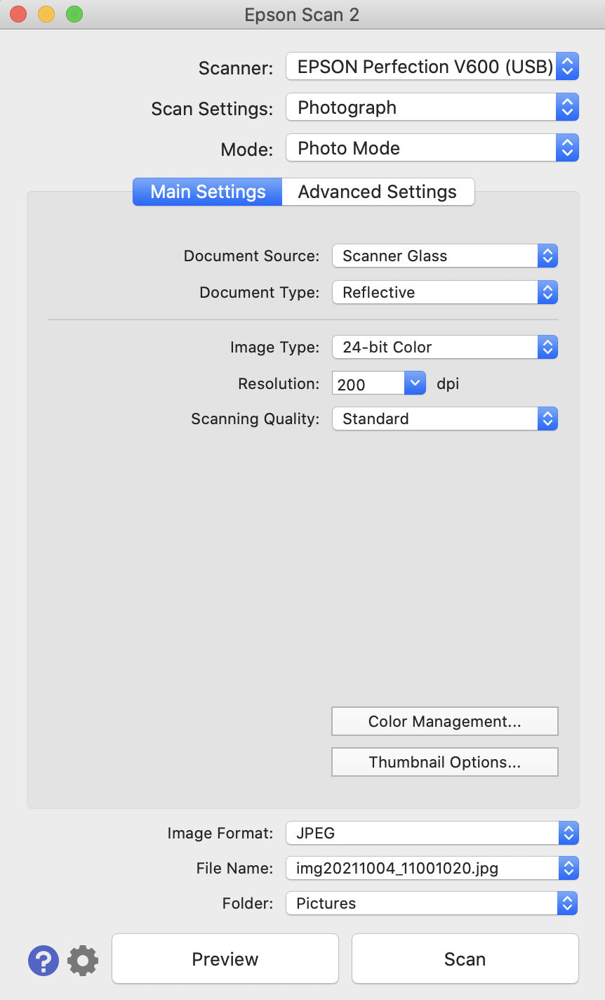 Epson Scan 2
Scanner: EPSON Perfection V600 (USB)
Scan Settings: Photograph
Mode: Photo Mode
Main Settings Advanced Settings
Document Source: Scanner Glass
Document Type: Reflective
Image Type: 24-bit Color
Resolution: 200 dpi
Scanning Quality: Standard
Color Management...
Thumbnail Options...
Image Format: JPEG
File Name: img20211004_11001020.jpg
Folder: Pictures
? Preview Scan